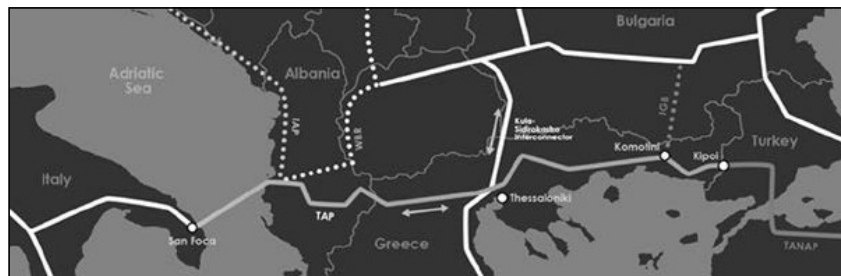 Bulgaria
Adriatic
Sea
Albania
IAP
WBR
IGB
Kula-
Sidirokastro
Interconnector
Turkey
Komotini
Kipoi
Italy
Thessaloniki
TAP
San Foca
Greece
TANAP